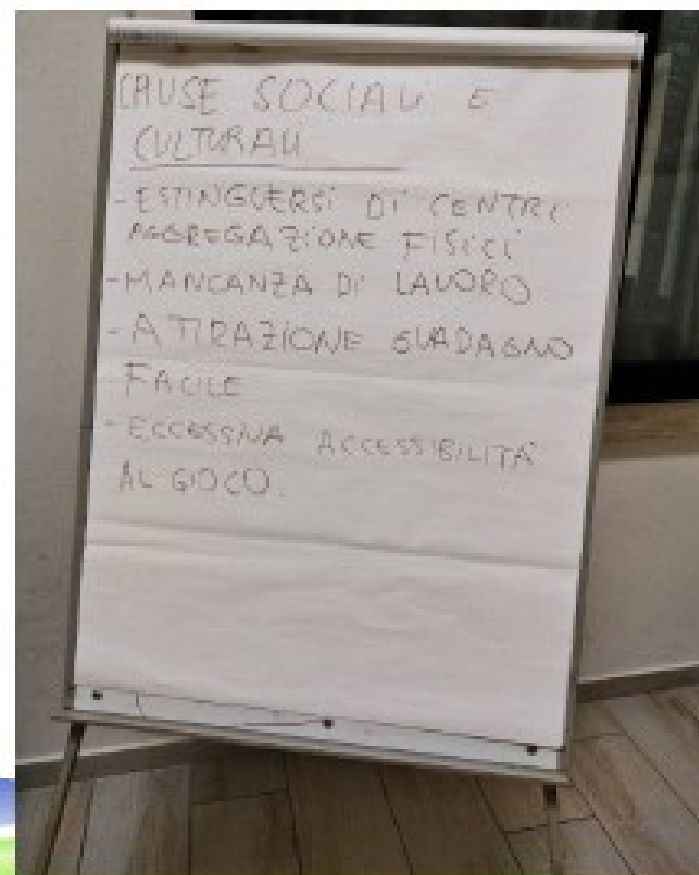 CAUSE SOCIALI E
CULTURALI
- ESTINGUERSI DI CENTRI
AGGREGAZIONE FISICI
- MANCANZA DI LAVORO
- ATTRAZIONE GUADAGNO
FACILE
- ECCESSIVA ACCESSIBILITÀ
AL GIOCO.